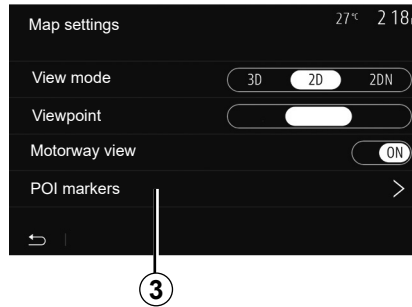 Map settings 27°C 2 18
View mode 3D 2D 2DN
Viewpoint
Motorway view ON
POI markers
3